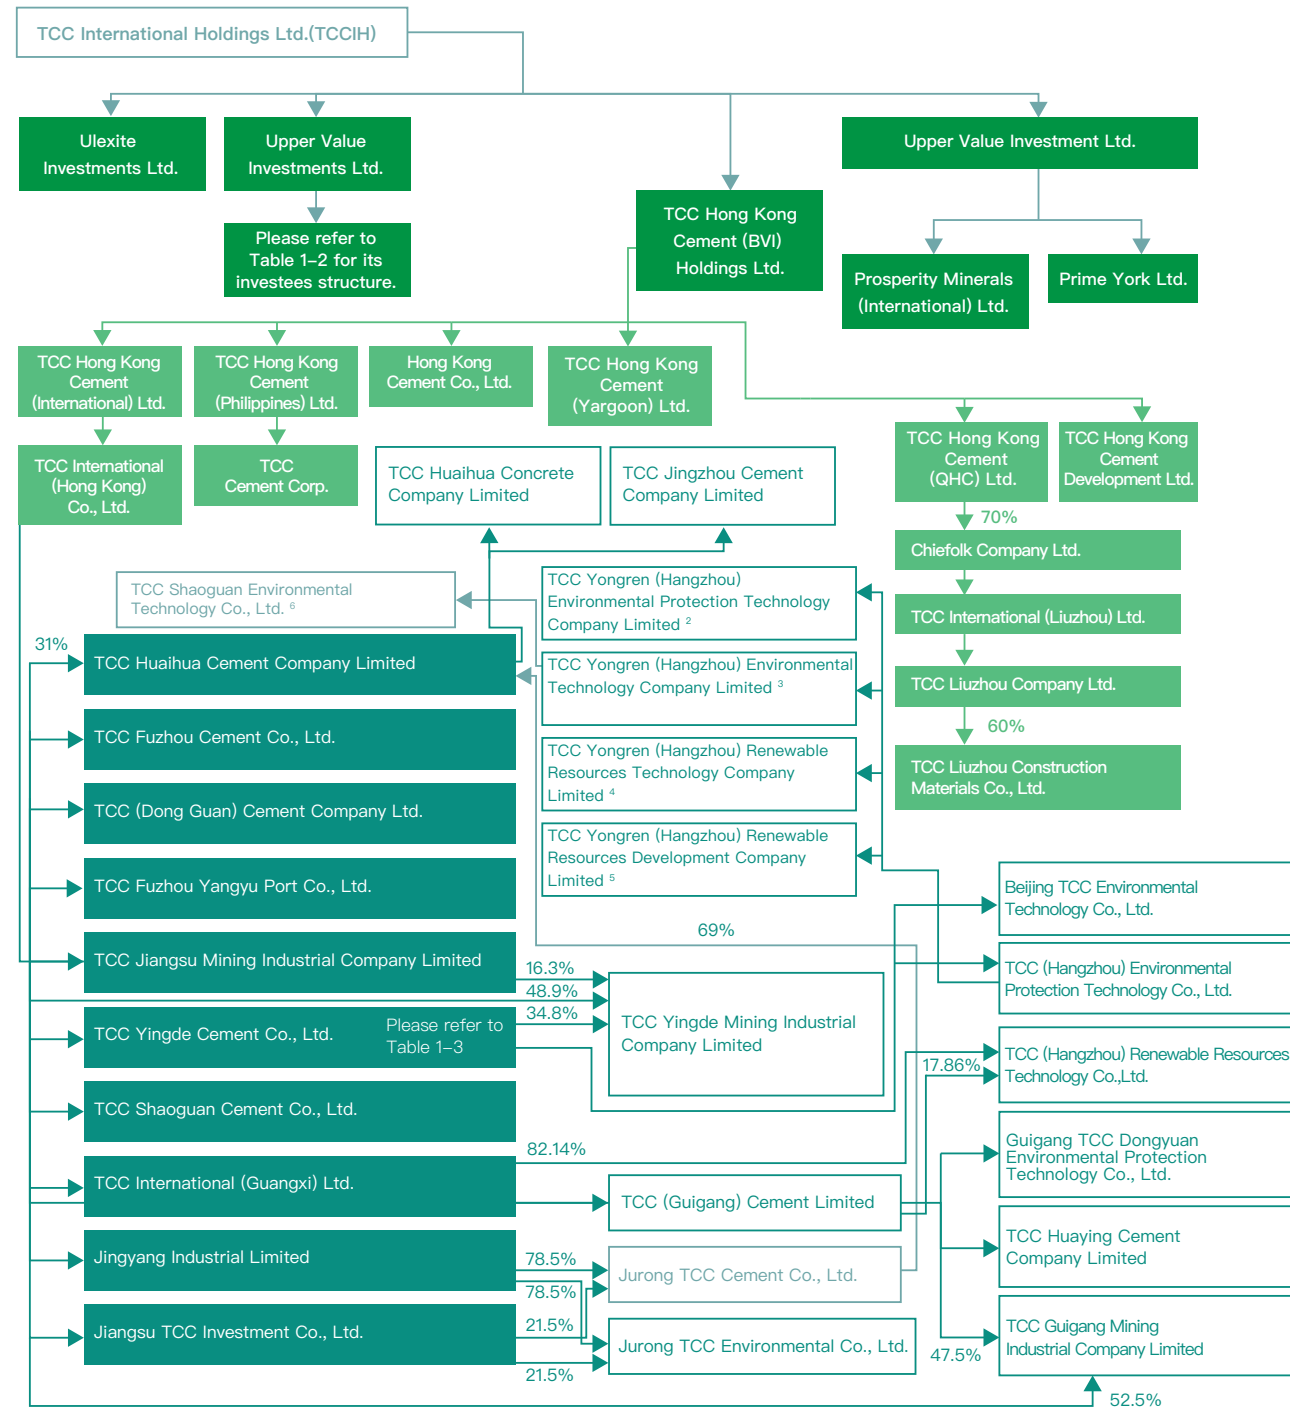 TCC International Holdings Ltd.(TCCIH)
Ulexite
Investments Ltd.
Upper Value
Investments Ltd.
Upper Value Investment Ltd.
Please refer to
Table 1–2 for its
investees structure.
TCC Hong Kong
Cement (BVI)
Holdings Ltd.
Prosperity Minerals
(International) Ltd.
Prime York Ltd.
TCC Hong Kong
Cement
(International) Ltd.
TCC Hong Kong
Cement
(Philippines) Ltd.
Hong Kong
Cement Co., Ltd.
TCC Hong Kong
Cement
(Yargoon) Ltd.
TCC Hong Kong
Cement
(QHC) Ltd.
TCC Hong Kong
Cement
Development Ltd.
TCC International
(Hong Kong)
Co., Ltd.
TCC
Cement Corp.
TCC Huaihua Concrete
Company Limited
TCC Jingzhou Cement
Company Limited
70%
Chiefolk Company Ltd.
TCC International (Liuzhou) Ltd.
TCC Liuzhou Company Ltd.
60%
TCC Liuzhou Construction
Materials Co., Ltd.
TCC Shaoguan Environmental
Technology Co., Ltd. 6
TCC Yongren (Hangzhou)
Environmental Protection Technology
Company Limited 2
TCC Yongren (Hangzhou) Environmental
Technology Company Limited 3
TCC Yongren (Hangzhou) Renewable
Resources Technology Company
Limited 4
TCC Yongren (Hangzhou) Renewable
Resources Development Company
Limited 5
31%
TCC Huaihua Cement Company Limited
TCC Fuzhou Cement Co., Ltd.
TCC (Dong Guan) Cement Company Ltd.
TCC Fuzhou Yangyu Port Co., Ltd.
69%
TCC Jiangsu Mining Industrial Company Limited
16.3%
48.9%
34.8%
TCC Yingde Cement Co., Ltd.
Please refer to
Table 1–3
TCC Yingde Mining Industrial
Company Limited
Beijing TCC Environmental
Technology Co., Ltd.
TCC (Hangzhou) Environmental
Protection Technology Co., Ltd.
17.86%
TCC (Hangzhou) Renewable Resources
Technology Co.,Ltd.
TCC Shaoguan Cement Co., Ltd.
82.14%
TCC International (Guangxi) Ltd.
TCC (Guigang) Cement Limited
Guigang TCC Dongyuan
Environmental Protection
Technology Co., Ltd.
TCC Huaying Cement
Company Limited
Jingyang Industrial Limited
78.5%
78.5%
Jurong TCC Cement Co., Ltd.
Jiangsu TCC Investment Co., Ltd.
21.5%
21.5%
Jurong TCC Environmental Co., Ltd.
47.5%
TCC Guigang Mining
Industrial Company Limited
52.5%